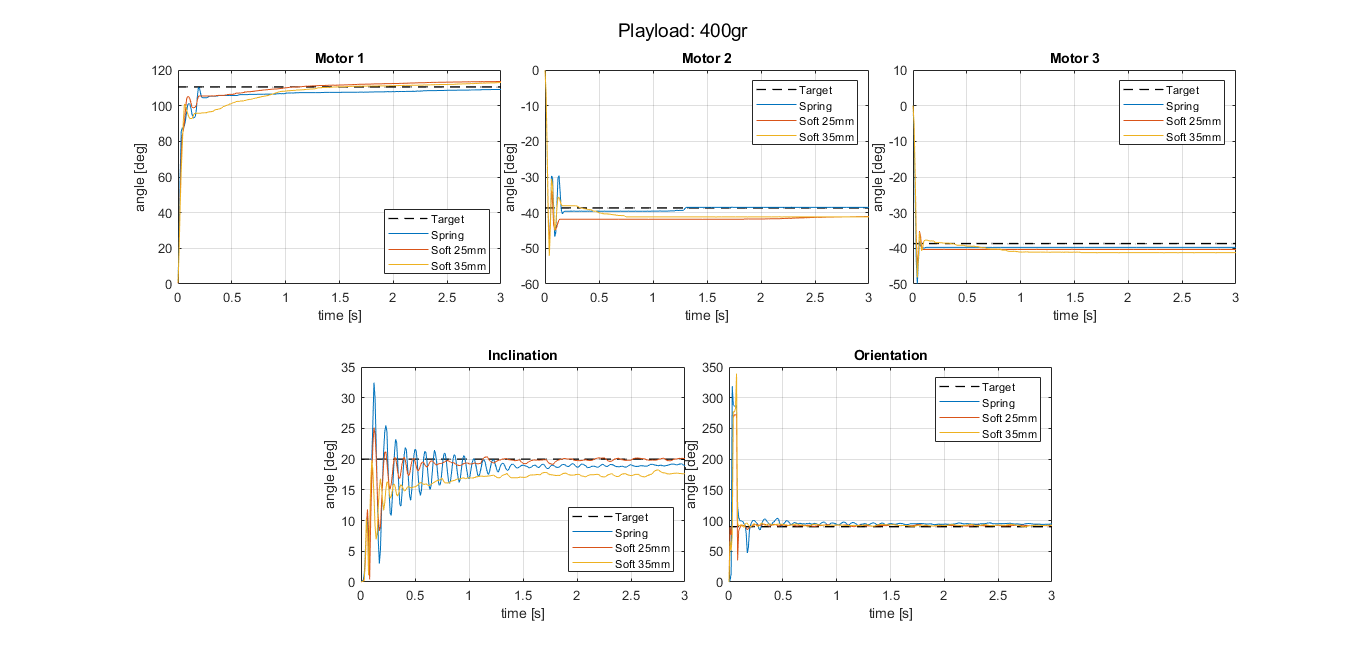 Playload: 400gr
Motor 1
120
100
80
60
40
20
0
0 0.5 1 1.5 2 2.5 3
angle [deg]
time [s]
Target
Spring
Soft 25mm
Soft 35mm
Motor 2
0
-10
-20
-30
-40
-50
-60
0 0.5 1 1.5 2 2.5 3
angle [deg]
time [s]
Target
Spring
Soft 25mm
Soft 35mm
Motor 3
10
0
-10
-20
-30
-40
-50
0 0.5 1 1.5 2 2.5 3
angle [deg]
time [s]
Target
Spring
Soft 25mm
Soft 35mm
Inclination
35
30
25
20
15
10
5
0
0 0.5 1 1.5 2 2.5 3
angle [deg]
time [s]
Target
Spring
Soft 25mm
Soft 35mm
Orientation
350
300
250
200
150
100
50
0
0 0.5 1 1.5 2 2.5 3
angle [deg]
time [s]
Target
Spring
Soft 25mm
Soft 35mm